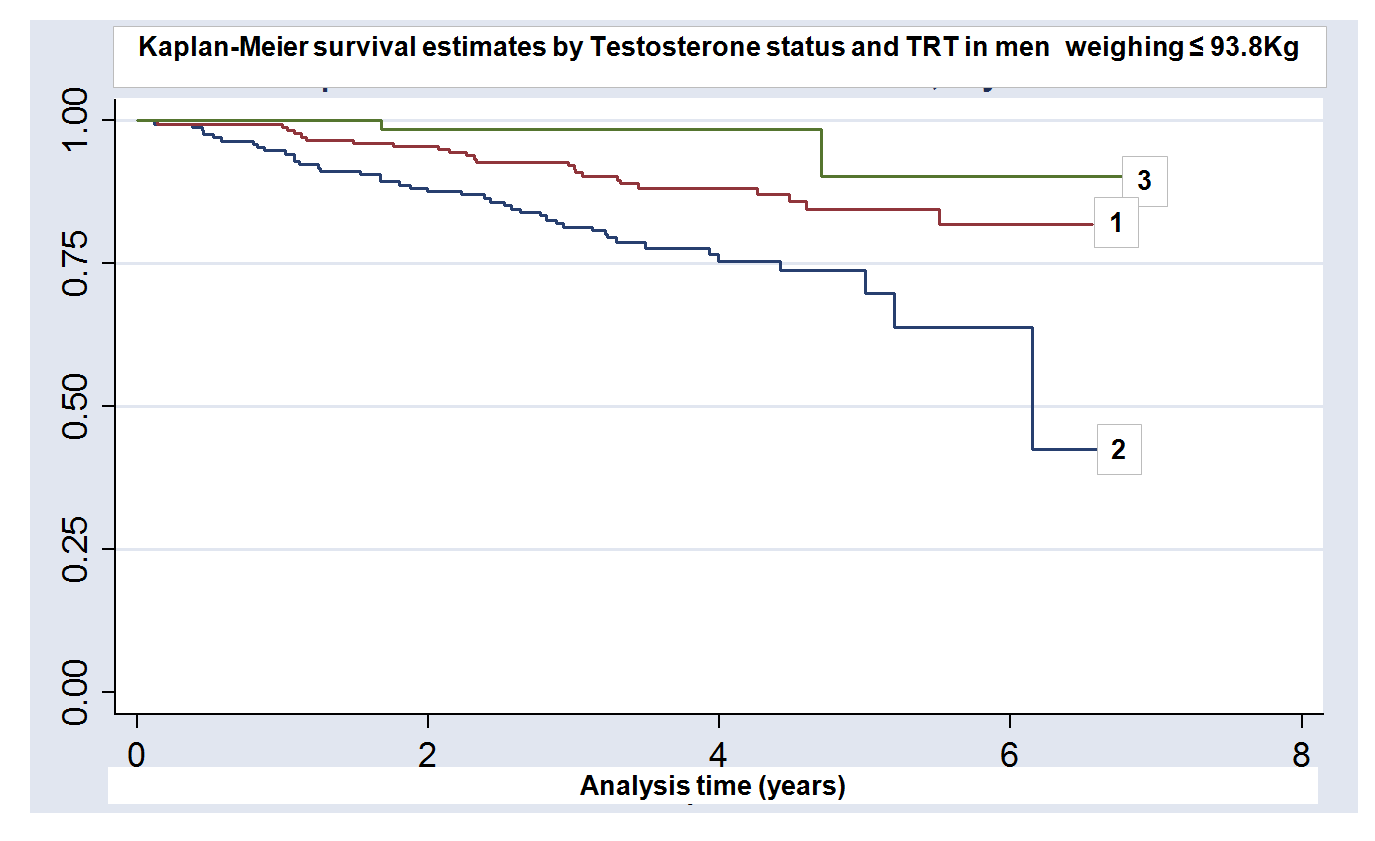 Kaplan-Meier survival estimates by Testosterone status and TRT in men weighing ≤ 93.8Kg
1.00
0.75
0.50
0.25
0.00
3
1
2
0 2 4 6 8
Analysis time (years)